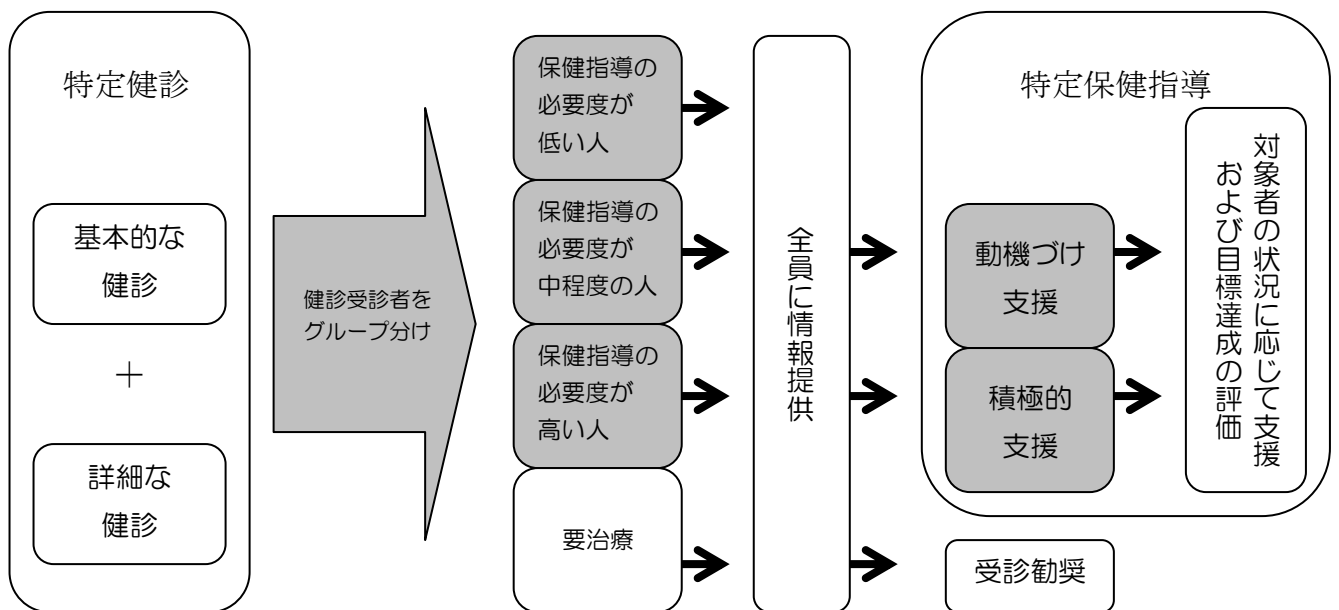 特定健診
基本的な
健診
+
詳細な
健診
健診受診者を
グループ分け
保健指導の
必要度が
低い人
保健指導の
必要度が
中程度の人
保健指導の
必要度が
高い人
要治療
全員に情報提供
特定保健指導
動機づけ
支援
積極的
支援
対象者の状況に応じて支援
および目標達成の評価
受診勧奨